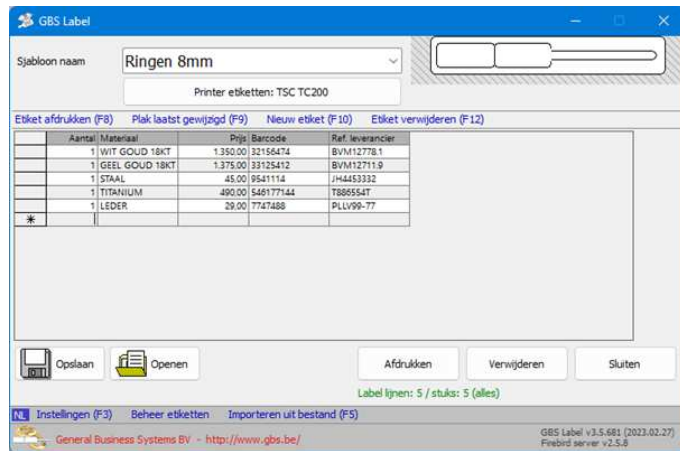 GBS Label
Sjabloon naam
Ringen 8mm
Printer etiketten: TSC TC200
Etiket afdrukken (F8) Plak laatst gewijzigd (F9) Nieuw etiket (F10) Etiket verwijderen (F12)
Aantal Materiaal Prijs Barcode Ref. leverancier
1 WIT GOUD 18KT 1.350,00 32156474 BVM12778.1
1 GEEL GOUD 18KT 1.375,00 33125412 BVM12711.9
1 STAAL 45,00 9541114 JH4453332
1 TITANIUM 490,00 546177144 T886554T
1 LEDER 29,00 7747488 PLLV99-77
Opslaan Openen Afdrukken Verwijderen Sluiten
Label lijnen: 5 / stuks: 5 (alles)
NL Instellingen (F3) Beheer etiketten Importeren uit bestand (F5)
General Business Systems BV - http://www.gbs.be/
GBS Label v3.5.681 (2023.02.27)
Firebird server v2.5.8